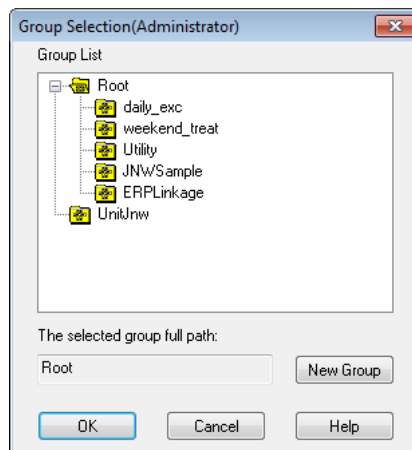 Group Selection(Administrator)
Group List
Root
daily_exc
weekend_treat
Utility
JNWSample
ERPLinkage
UnitJnw
The selected group full path:
Root
New Group
OK
Cancel
Help